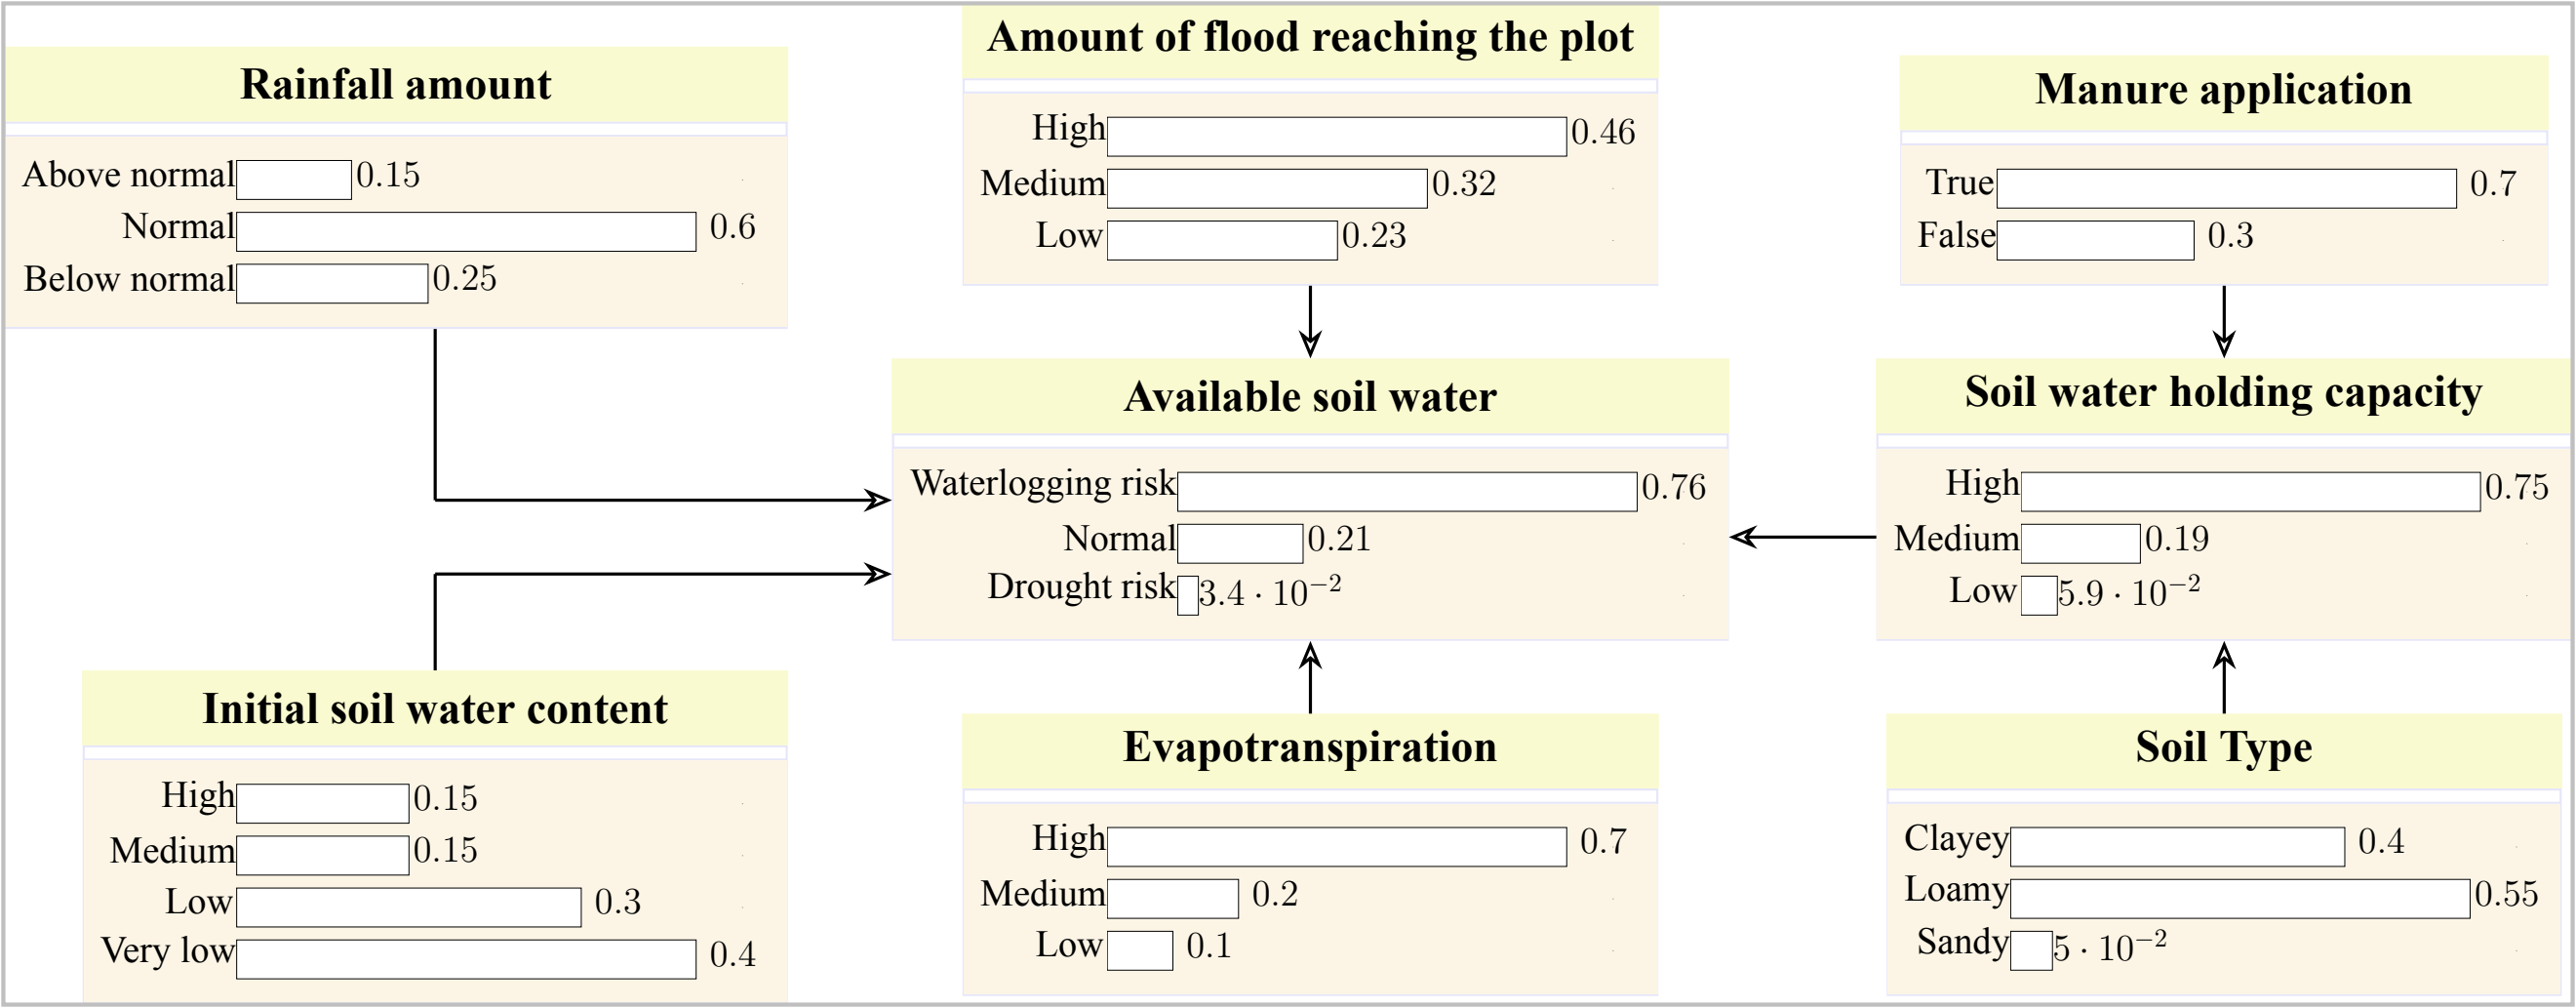 Rainfall amount
Above normal 0.15
Normal 0.6
Below normal 0.25
Amount of flood reaching the plot
High 0.46
Medium 0.32
Low 0.23
Manure application
True 0.7
False 0.3
Available soil water
Waterlogging risk 0.76
Normal 0.21
Drought risk 3.4 · 10⁻²
Soil water holding capacity
High 0.75
Medium 0.19
Low 5.9 · 10⁻²
Initial soil water content
High 0.15
Medium 0.15
Low 0.3
Very low 0.4
Evapotranspiration
High 0.7
Medium 0.2
Low 0.1
Soil Type
Clayey 0.4
Loamy 0.55
Sandy 5 · 10⁻²